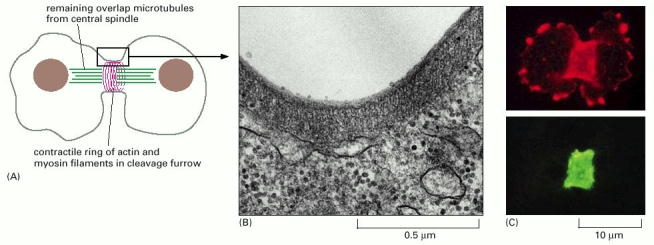 remaining overlap microtubules
from central spindle
contractile ring of actin and
myosin filaments in cleavage furrow
(A)
(B)
0.5 μm
(C)
10 μm